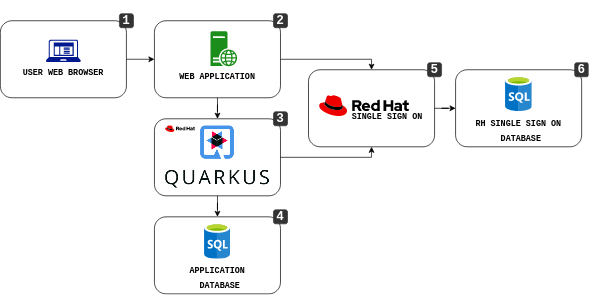 1
USER WEB BROWSER
2
WEB APPLICATION
3
Red Hat
QUARKUS
4
SQL
APPLICATION
DATABASE
5
Red Hat
SINGLE SIGN ON
6
SQL
RH SINGLE SIGN ON
DATABASE